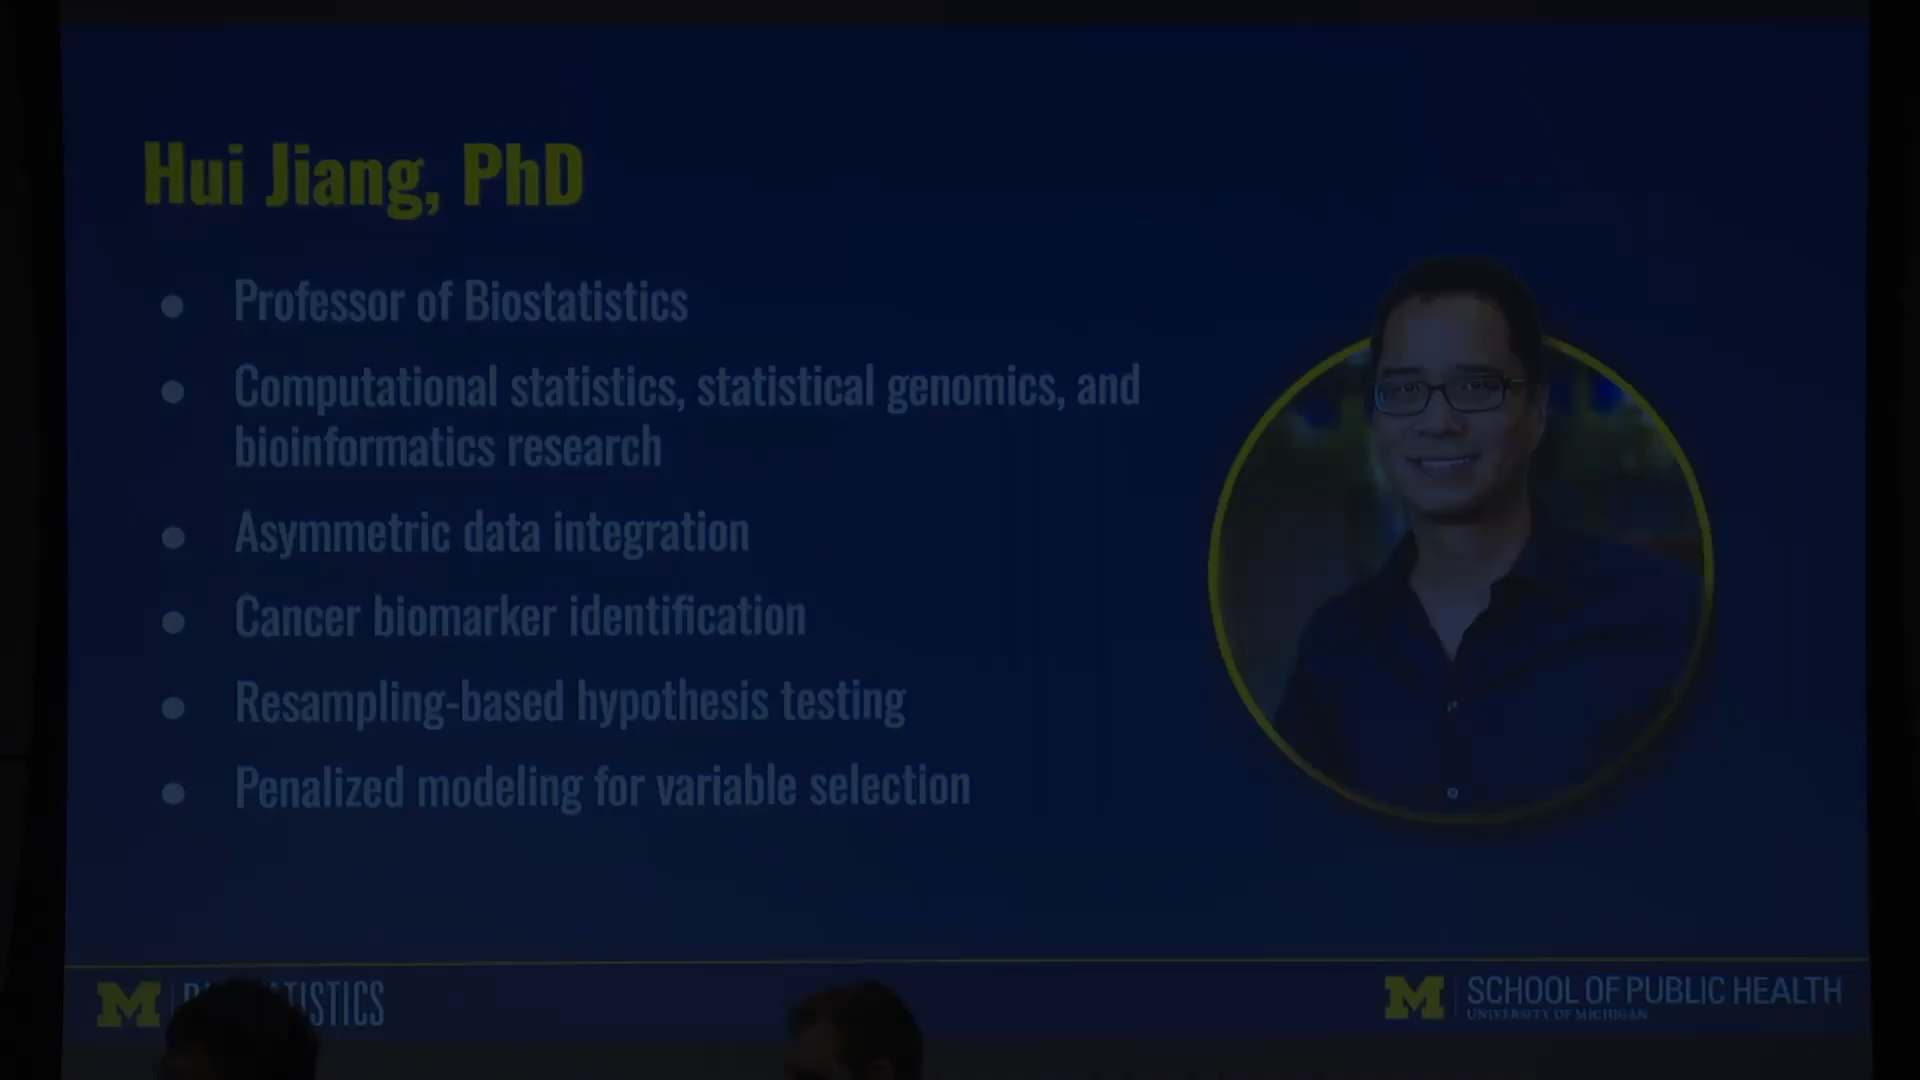 Hui Jiang, PhD
● Professor of Biostatistics
● Computational statistics, statistical genomics, and
bioinformatics research
● Asymmetric data integration
● Cancer biomarker identification
● Resampling-based hypothesis testing
● Penalized modeling for variable selection
M
M SCHOOL OF PUBLIC HEALTH
UNIVERSITY OF MICHIGAN